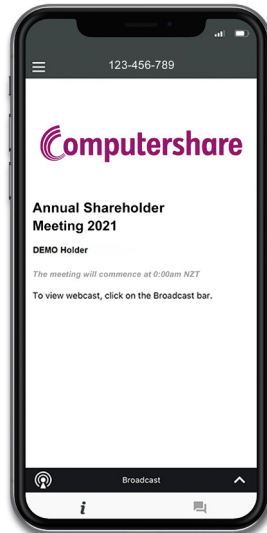 123-456-789
Computershare
Annual Shareholder
Meeting 2021
DEMO Holder
The meeting will commence at 0:00am NZT
To view webcast, click on the Broadcast bar.
Broadcast
i